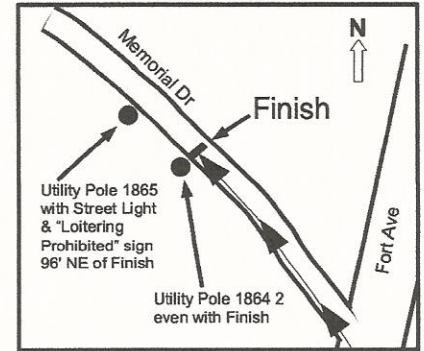 Memorial Dr
N
Finish
Utility Pole 1865
with Street Light
& "Loitering
Prohibited" sign
96' NE of Finish
Utility Pole 1864 2
even with Finish
Fort Ave